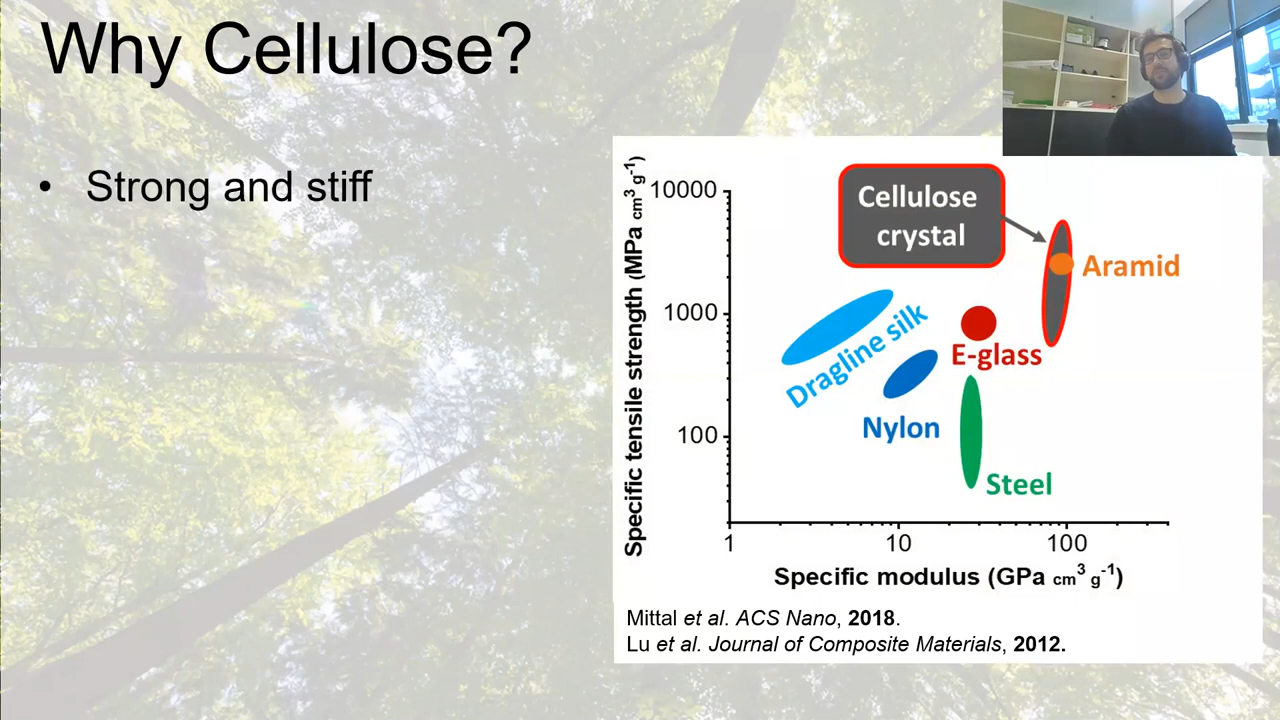 Why Cellulose?
• Strong and stiff
Specific tensile strength (MPa cm³ g⁻¹)
10000
1000
100
Cellulose
crystal
Aramid
Dragline silk
E-glass
Nylon
Steel
1
10
100
Specific modulus (GPa cm³ g⁻¹)
Mittal et al. ACS Nano, 2018.
Lu et al. Journal of Composite Materials, 2012.